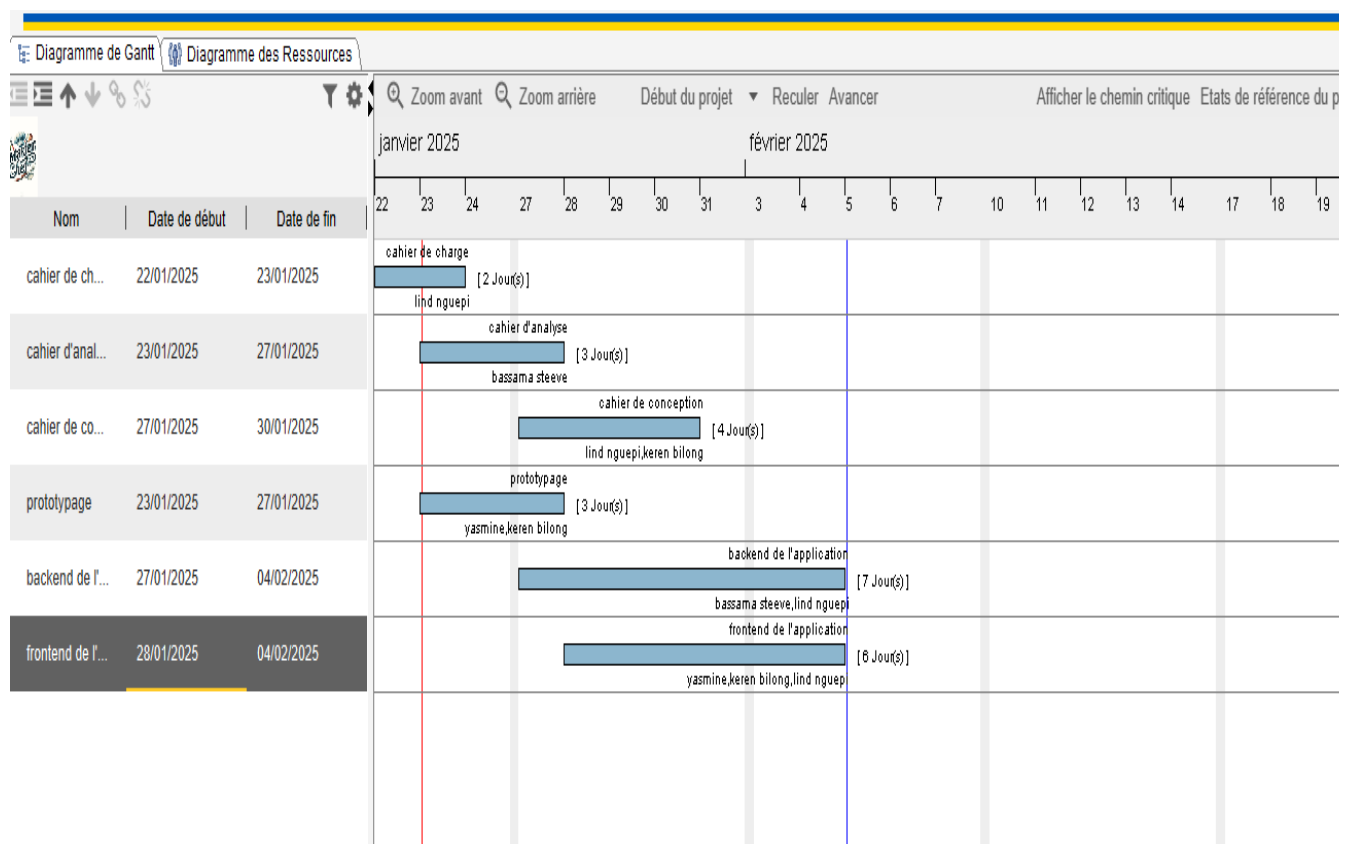 Diagramme de Gantt Diagramme des Ressources
Zoom avant Zoom arrière Début du projet Reculer Avancer Afficher le chemin critique Etats de référence du p
janvier 2025 février 2025
22 23 24 27 28 29 30 31 3 4 5 6 7 10 11 12 13 14 17 18 19
Nom Date de début Date de fin
cahier de charge
cahier de ch... 22/01/2025 23/01/2025 [ 2 Jour(s) ]
lind nguepi
cahier d'analyse
cahier d'anal... 23/01/2025 27/01/2025 [ 3 Jour(s) ]
bassama steeve
cahier de conception
cahier de co... 27/01/2025 30/01/2025 [ 4 Jour(s) ]
lind nguepi,keren bilong
prototypage
prototypage 23/01/2025 27/01/2025 [ 3 Jour(s) ]
yasmine,keren bilong
backend de l'application
backend de l'... 27/01/2025 04/02/2025 [ 7 Jour(s) ]
bassama steeve,lind nguepi
frontend de l'application
frontend de l'... 28/01/2025 04/02/2025 [ 6 Jour(s) ]
yasmine,keren bilong,lind nguep